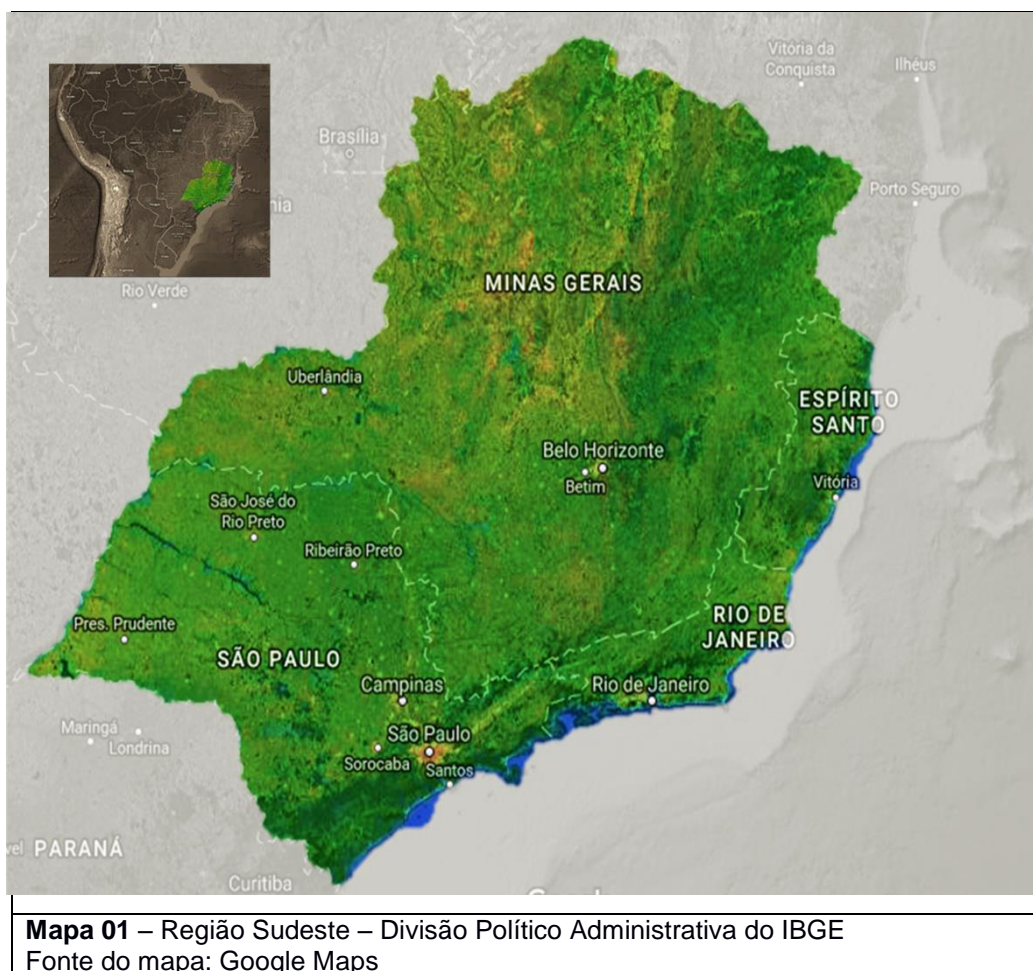 Vitória da
Conquista
Ilhéus
Brasília
Porto Seguro
Rio Verde
MINAS GERAIS
Uberlândia
ESPÍRITO
SANTO
Belo Horizonte
Betim
Vitória
São José do
Rio Preto
Ribeirão Preto
Pres. Prudente
RIO DE
JANEIRO
SÃO PAULO
Campinas
Rio de Janeiro
Maringá
Londrina
São Paulo
Sorocaba
Santos
PARANÁ
Curitiba
Mapa 01 – Região Sudeste – Divisão Político Administrativa do IBGE
Fonte do mapa: Google Maps